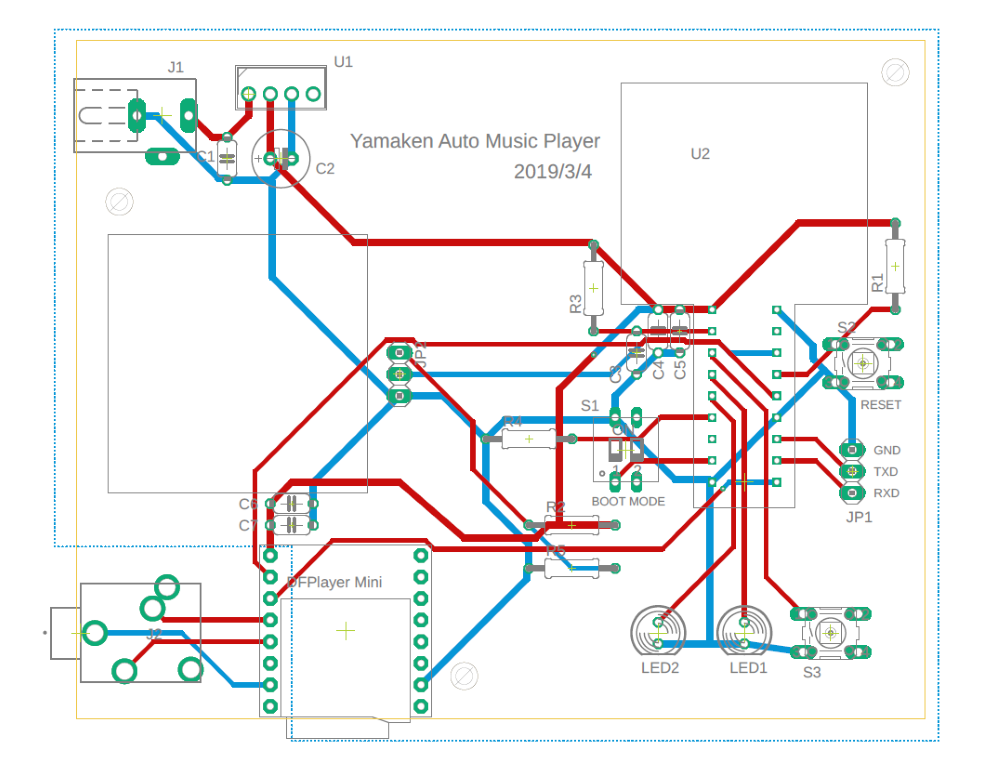 J1
U1
Yamaken Auto Music Player
2019/3/4
U2
C1
C2
R1
R3
S2
JP2
C3
C4
C5
RESET
S1
R4
1
2
GND
TXD
RXD
BOOT MODE
JP1
C6
C7
R2
R5
DFPlayer Mini
J2
LED2
LED1
S3